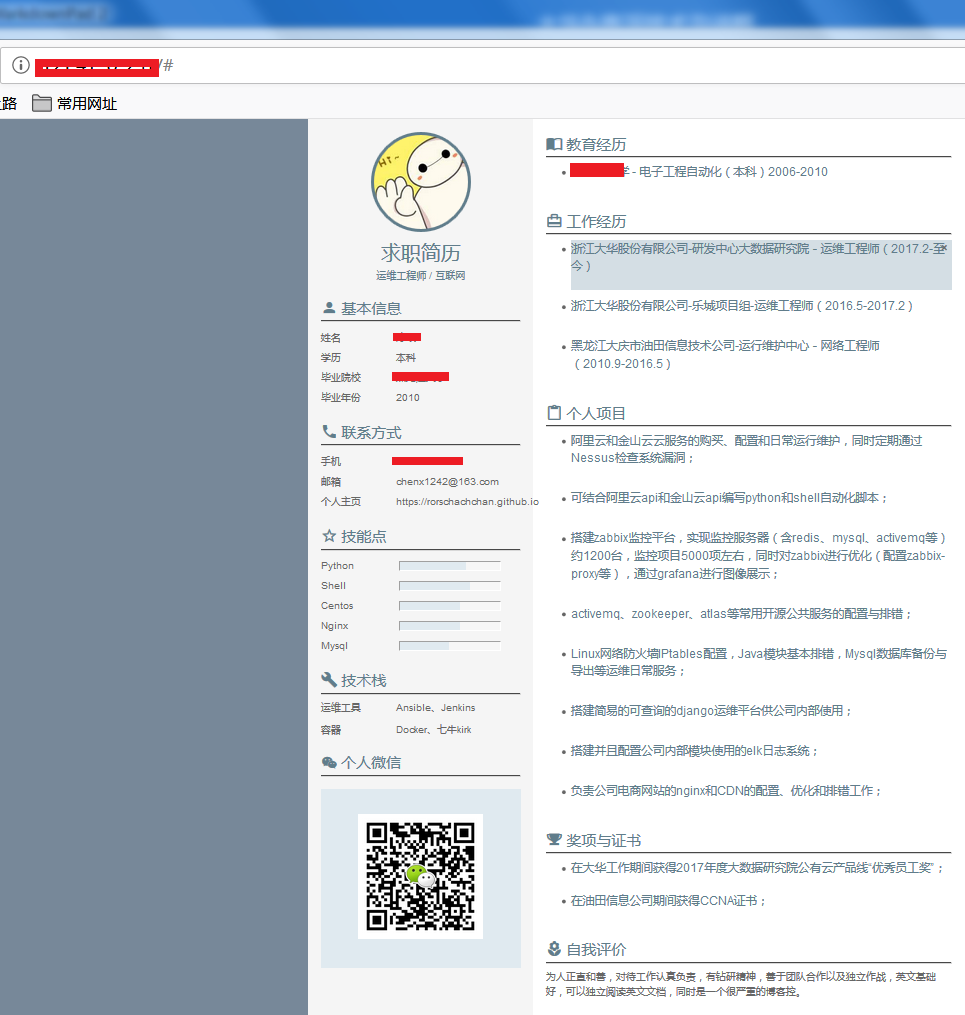 /#
路 常用网址
Hi~
求职简历
运维工程师 / 互联网
基本信息
姓名
学历 本科
毕业院校
毕业年份 2010
联系方式
手机
邮箱 chenx1242@163.com
个人主页 https://rorschachchan.github.io
技能点
Python
Shell
Centos
Nginx
Mysql
技术栈
运维工具 Ansible、Jenkins
容器 Docker、七牛kirk
个人微信
教育经历
- 电子工程自动化（本科）2006-2010
工作经历
浙江大华股份有限公司-研发中心大数据研究院 - 运维工程师（2017.2-至
今）
浙江大华股份有限公司-乐城项目组-运维工程师（2016.5-2017.2）
黑龙江大庆市油田信息技术公司-运行维护中心 - 网络工程师
（2010.9-2016.5）
个人项目
阿里云和金山云云服务的购买、配置和日常运行维护，同时定期通过
Nessus检查系统漏洞；
可结合阿里云api和金山云api编写python和shell自动化脚本；
搭建zabbix监控平台，实现监控服务器（含redis、mysql、activemq等）
约1200台，监控项目5000项左右，同时对zabbix进行优化（配置zabbix-
proxy等），通过grafana进行图像展示；
activemq、zookeeper、atlas等常用开源公共服务的配置与排错；
Linux网络防火墙IPtables配置，Java模块基本排错，Mysql数据库备份与
导出等运维日常服务；
搭建简易的可查询的django运维平台供公司内部使用；
搭建并且配置公司内部模块使用的elk日志系统；
负责公司电商网站的nginx和CDN的配置、优化和排错工作；
奖项与证书
在大华工作期间获得2017年度大数据研究院公有云产品线“优秀员工奖”；
在油田信息公司期间获得CCNA证书；
自我评价
为人正直和善，对待工作认真负责，有钻研精神，善于团队合作以及独立作战，英文基础
好，可以独立阅读英文文档，同时是一个很严重的博客控。